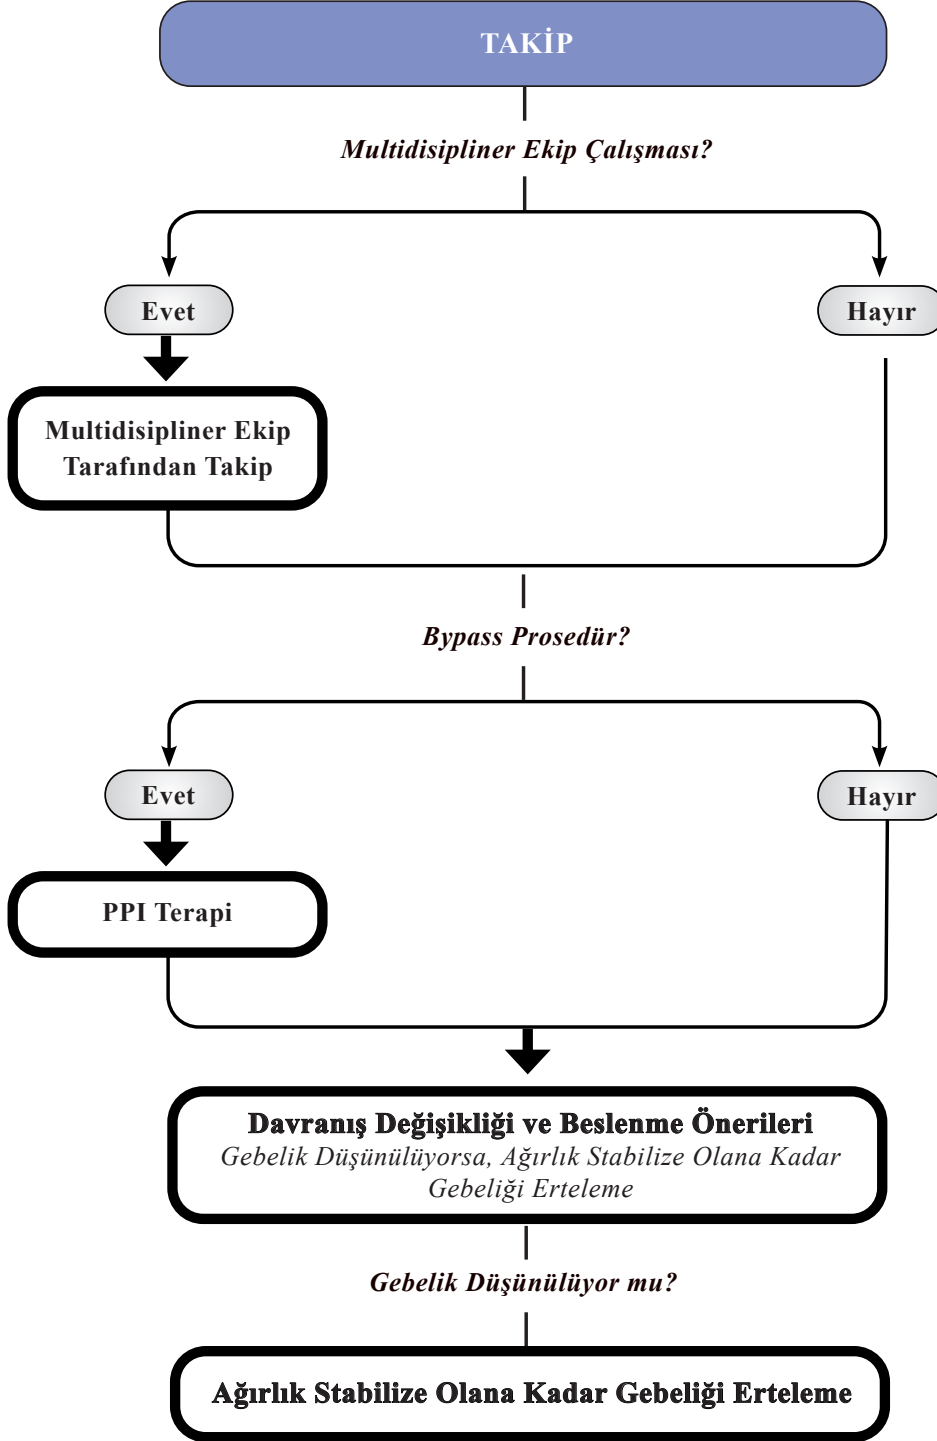 TAKİP
Multidisipliner Ekip Çalışması?
Evet
Hayır
Multidisipliner Ekip
Tarafından Takip
Bypass Prosedür?
Evet
Hayır
PPI Terapi
Davranış Değişikliği ve Beslenme Önerileri
Gebelik Düşünülüyorsa, Ağırlık Stabilize Olana Kadar
Gebeliği Erteleme
Gebelik Düşünülüyor mu?
Ağırlık Stabilize Olana Kadar Gebeliği Erteleme